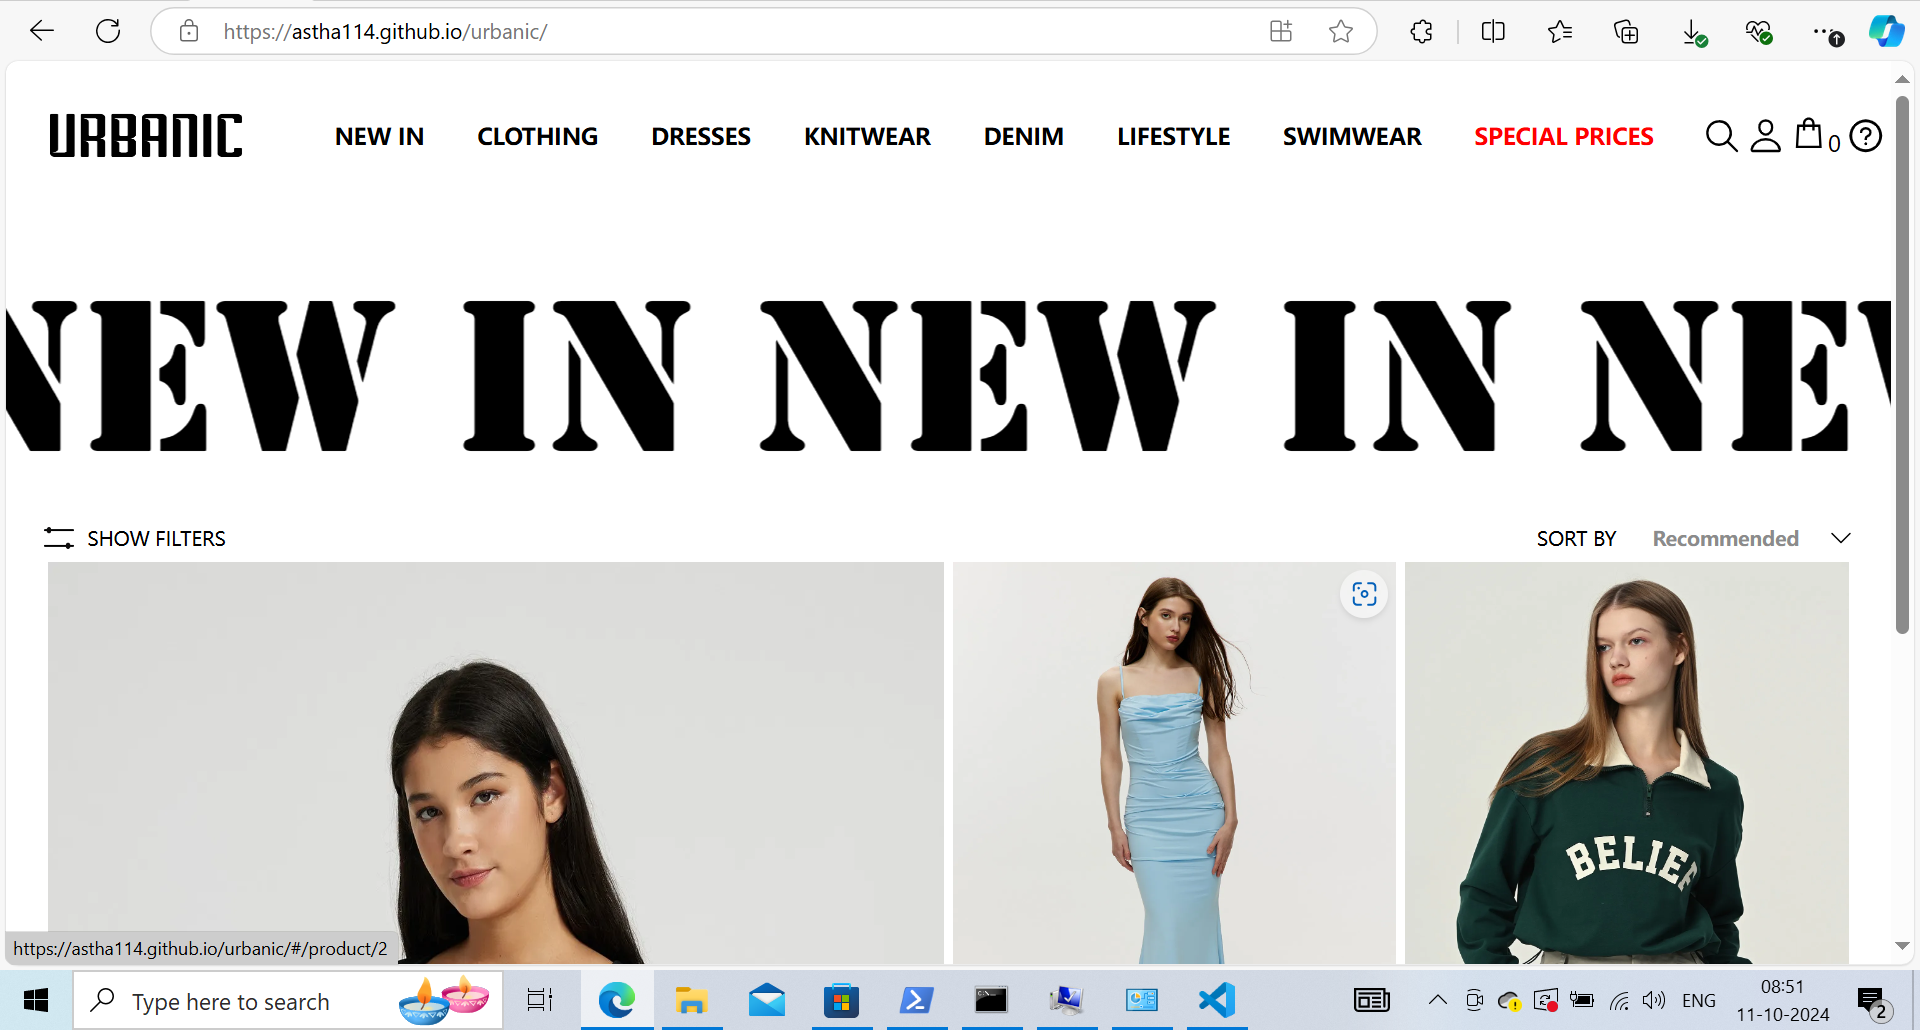 https://astha114.github.io/urbanic/
URBANIC
NEW IN CLOTHING DRESSES KNITWEAR DENIM LIFESTYLE SWIMWEAR SPECIAL PRICES 0
NEW IN NEW IN NEW
SHOW FILTERS
SORT BY Recommended
BELIEF
https://astha114.github.io/urbanic/#/product/2
Type here to search
ENG
08:51
11-10-2024
2